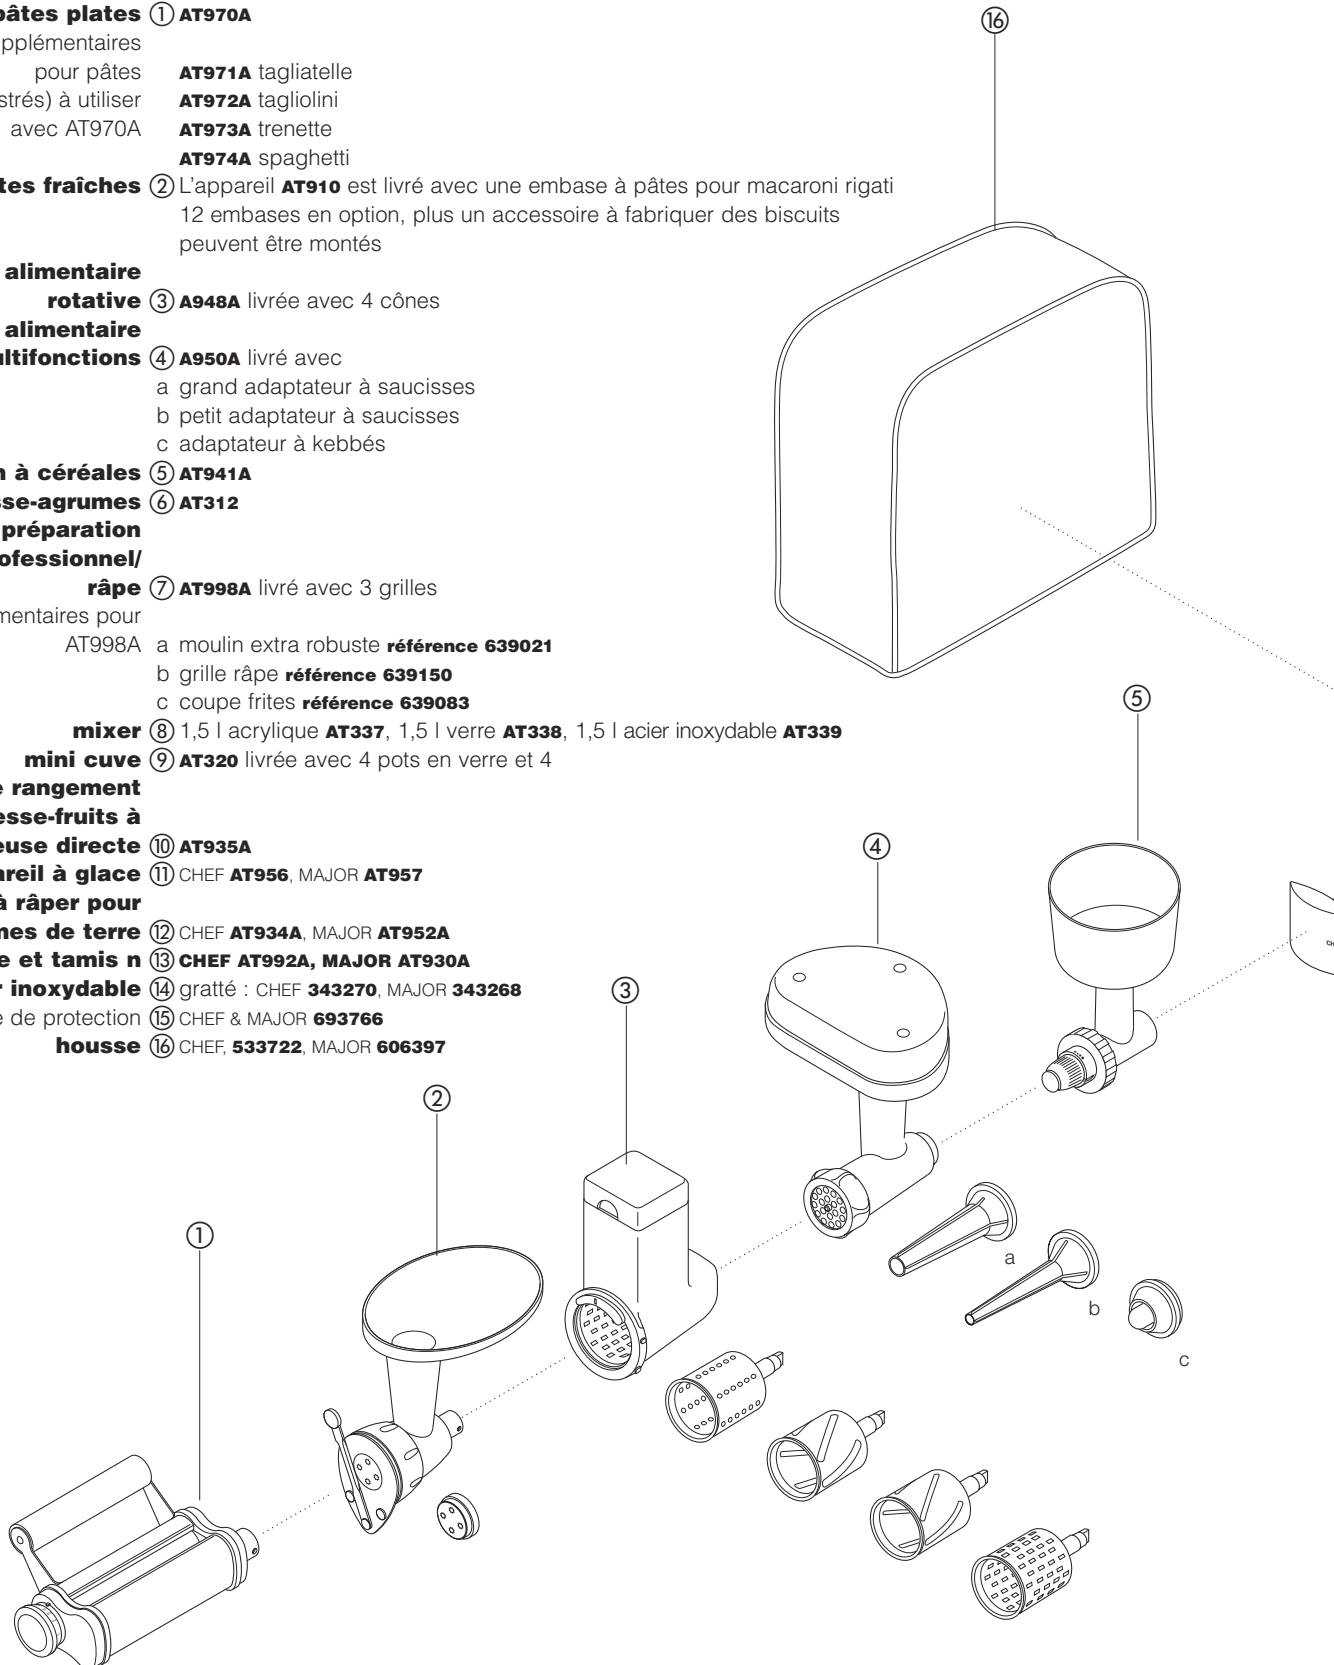 pâtes plates ① AT970A
pplémentaires
pour pâtes AT971A tagliatelle
strés) à utiliser AT972A tagliolini
avec AT970A AT973A trenette
AT974A spaghetti
tes fraîches ② L'appareil AT910 est livré avec une embase à pâtes pour macaroni rigati
12 embases en option, plus un accessoire à fabriquer des biscuits
peuvent être montés
alimentaire
rotative ③ A948A livrée avec 4 cônes
alimentaire
ultifonctions ④ A950A livré avec
a grand adaptateur à saucisses
b petit adaptateur à saucisses
c adaptateur à kebbés
n à céréales ⑤ AT941A
sse-agrumes ⑥ AT312
préparation
ofessionnel/
râpe ⑦ AT998A livré avec 3 grilles
mentaires pour
AT998A a moulin extra robuste référence 639021
b grille râpe référence 639150
c coupe frites référence 639083
mixer ⑧ 1,5 l acrylique AT337, 1,5 l verre AT338, 1,5 l acier inoxydable AT339
mini cuve ⑨ AT320 livrée avec 4 pots en verre et 4
e rangement
esse-fruits à
euse directe ⑩ AT935A
areil à glace ⑪ CHEF AT956, MAJOR AT957
à râper pour
mes de terre ⑫ CHEF AT934A, MAJOR AT952A
e et tamis n ⑬ CHEF AT992A, MAJOR AT930A
r inoxydable ⑭ gratté : CHEF 343270, MAJOR 343268
e de protection ⑮ CHEF & MAJOR 693766
housse ⑯ CHEF, 533722, MAJOR 606397
⑯
⑤
④
CH
③
②
①
a
b
c